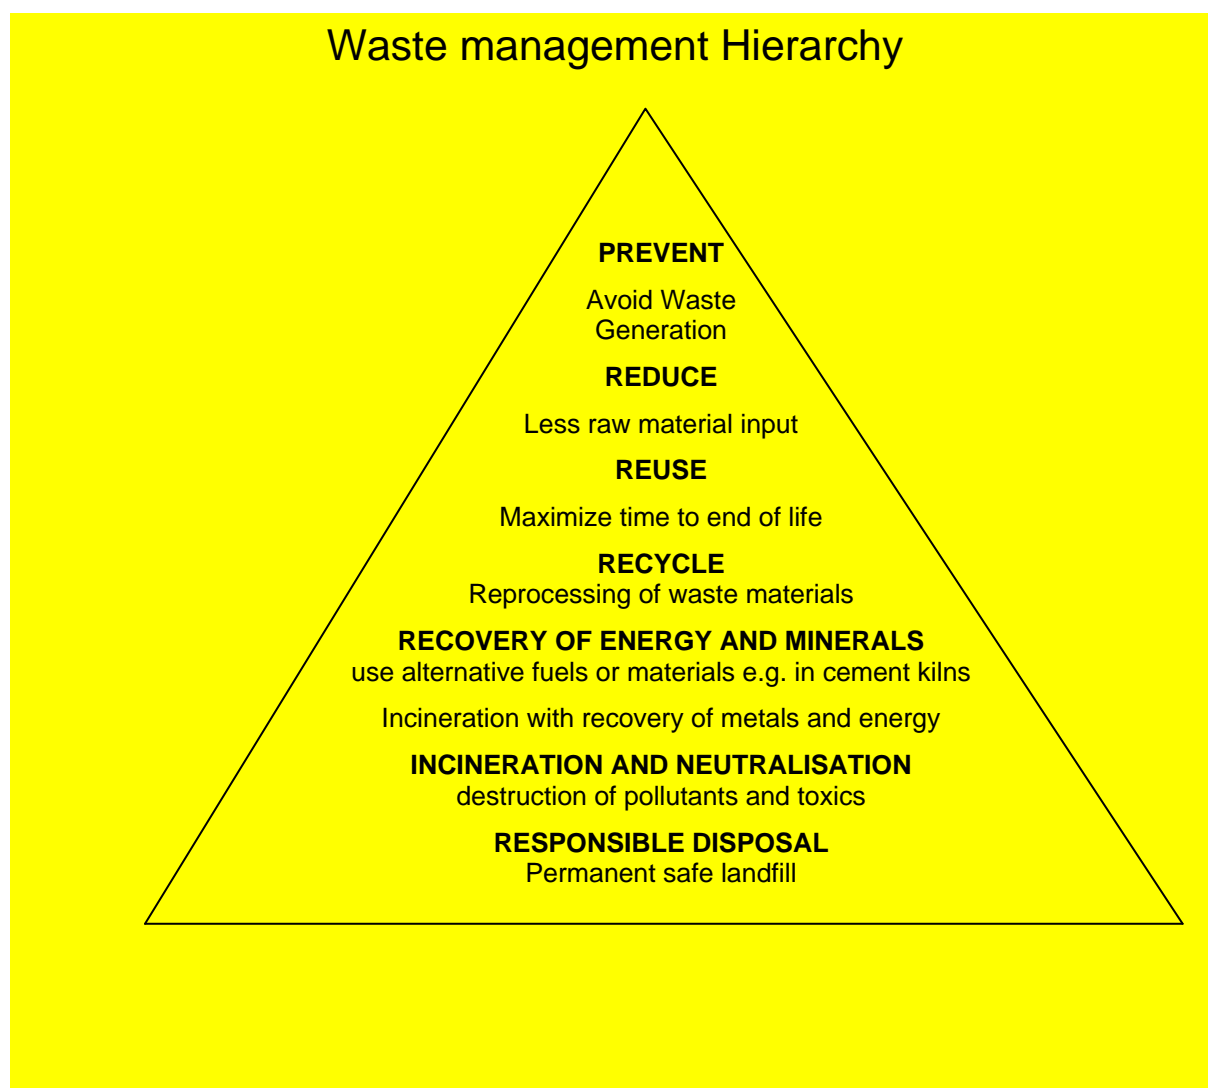 Waste management Hierarchy
PREVENT
Avoid Waste
Generation
REDUCE
Less raw material input
REUSE
Maximize time to end of life
RECYCLE
Reprocessing of waste materials
RECOVERY OF ENERGY AND MINERALS
use alternative fuels or materials e.g. in cement kilns
Incineration with recovery of metals and energy
INCINERATION AND NEUTRALISATION
destruction of pollutants and toxics
RESPONSIBLE DISPOSAL
Permanent safe landfill